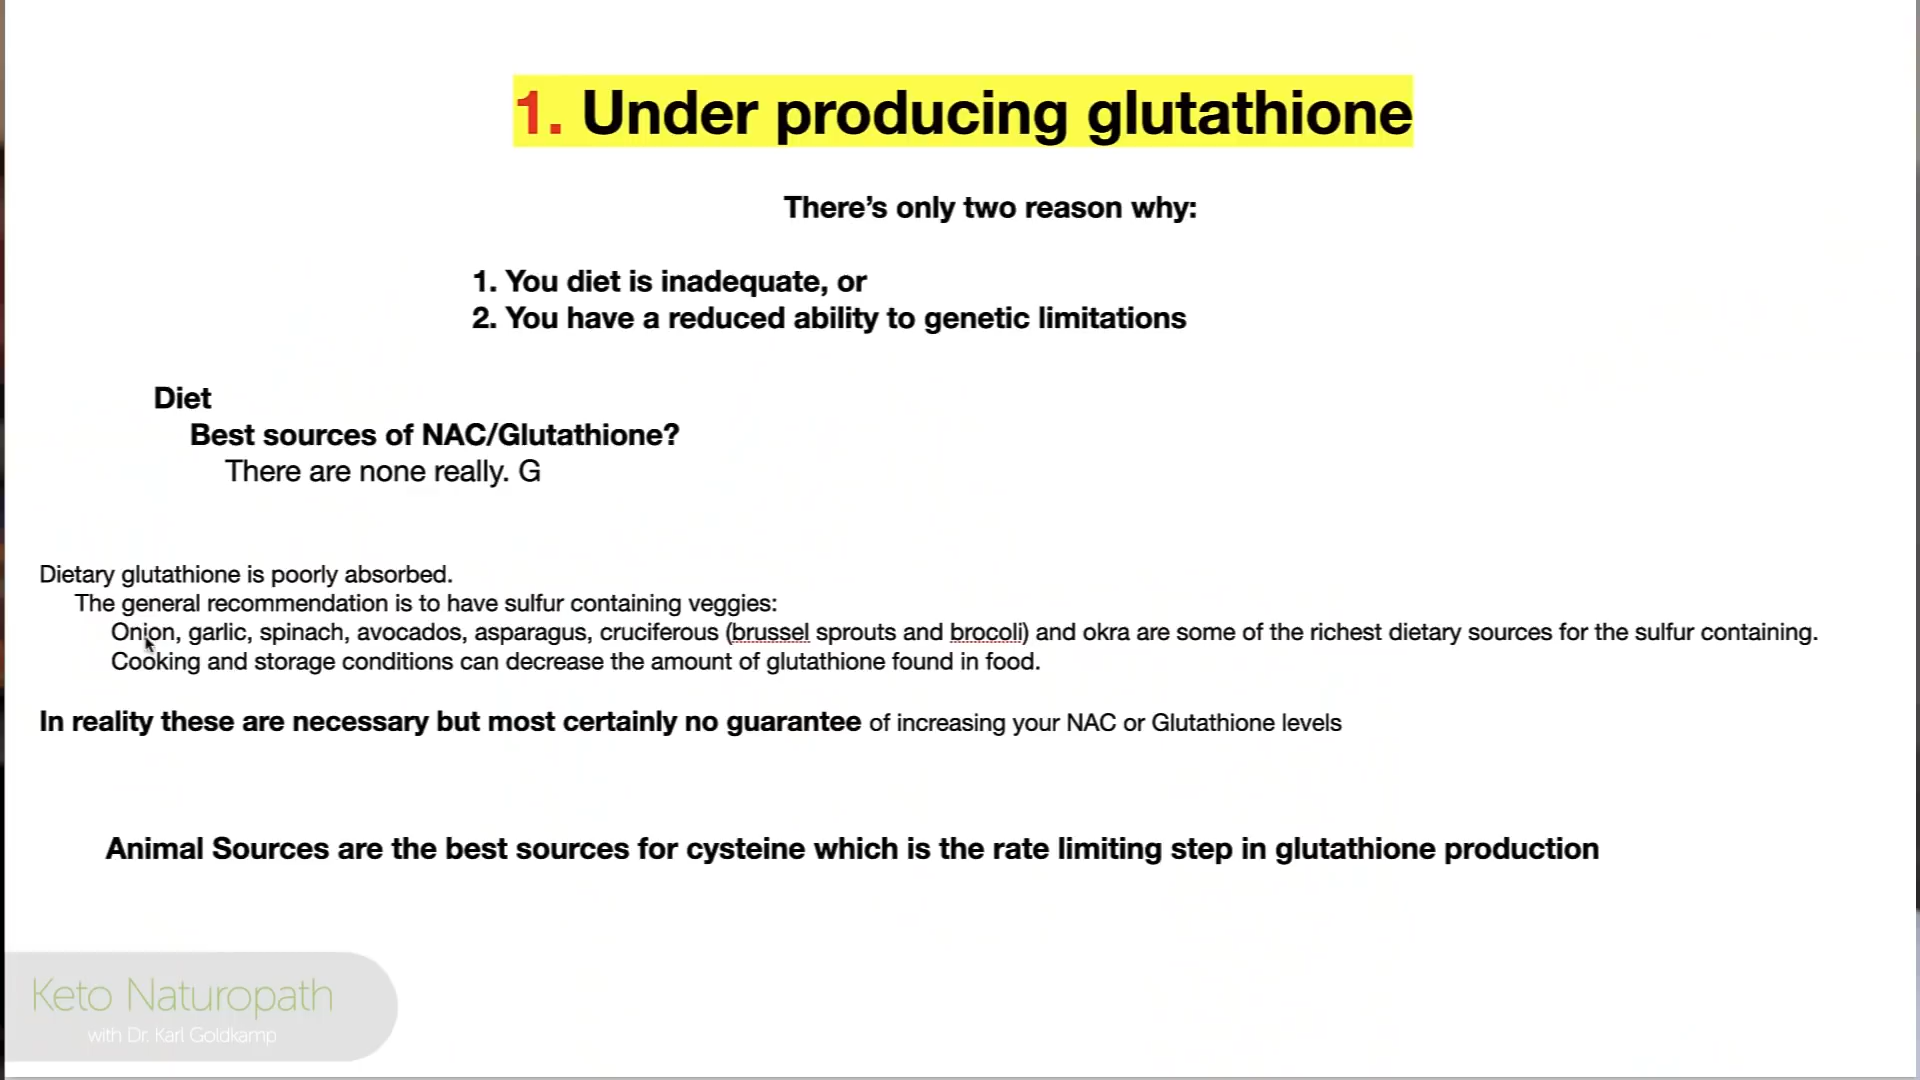 1. Under producing glutathione
There's only two reason why:
1. You diet is inadequate, or
2. You have a reduced ability to genetic limitations
Diet
Best sources of NAC/Glutathione?
There are none really. G
Dietary glutathione is poorly absorbed.
The general recommendation is to have sulfur containing veggies:
Onion, garlic, spinach, avocados, asparagus, cruciferous (brussel sprouts and brocoli) and okra are some of the richest dietary sources for the sulfur containing.
Cooking and storage conditions can decrease the amount of glutathione found in food.
In reality these are necessary but most certainly no guarantee of increasing your NAC or Glutathione levels
Animal Sources are the best sources for cysteine which is the rate limiting step in glutathione production
Keto Naturopath
with Dr. Karl Goldkamp